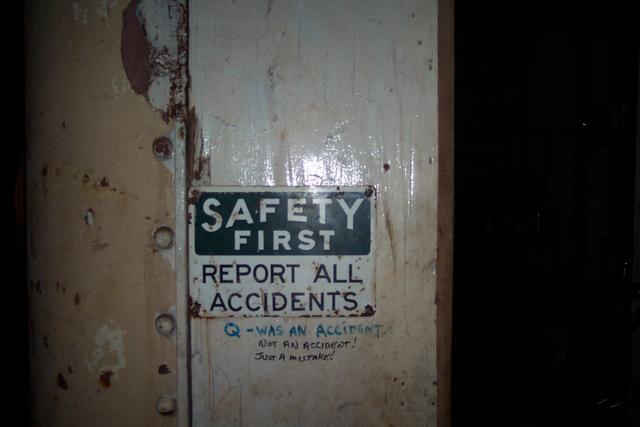 SAFETY
FIRST
REPORT ALL
ACCIDENTS
Q - WAS AN ACCIDENT
NOT AN ACCIDENT!
JUST A MISTAKE!